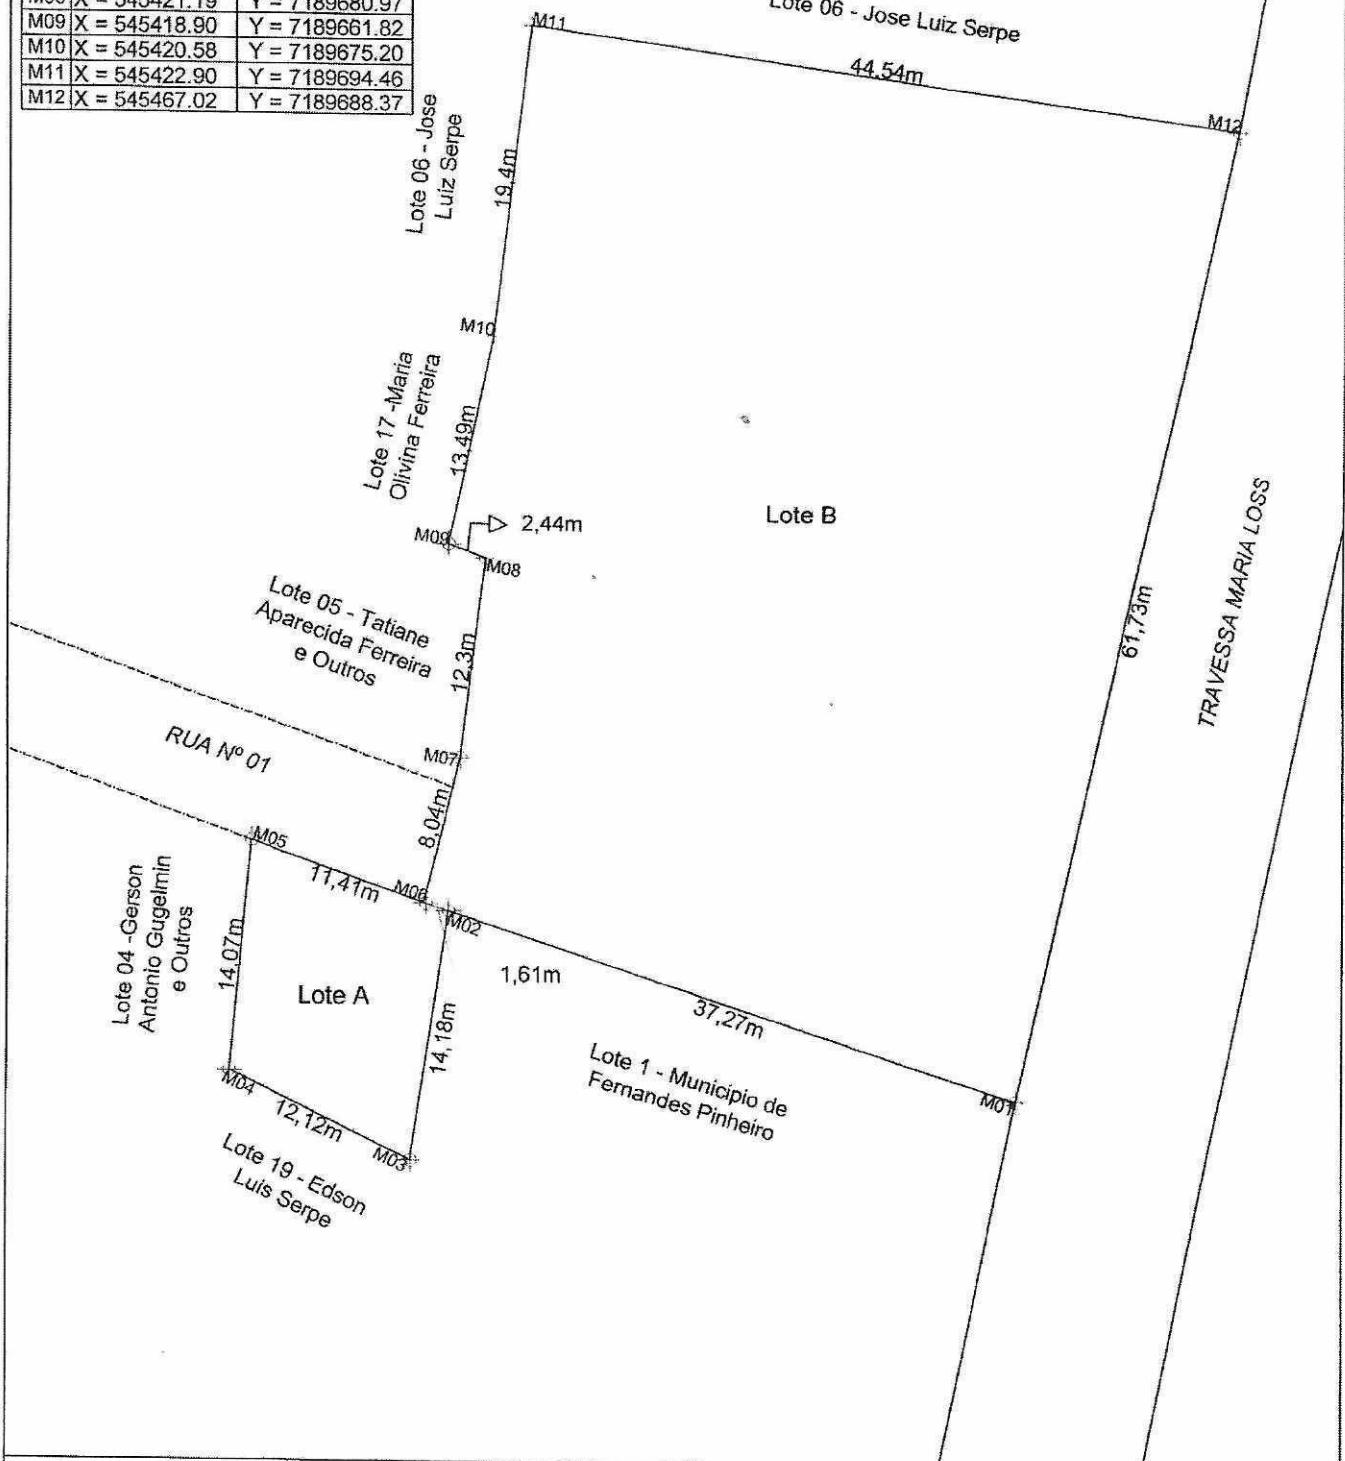 X = 545421.19 Y = 7189680.97
M09 X = 545418.90 Y = 7189661.82
M10 X = 545420.58 Y = 7189675.20
M11 X = 545422.90 Y = 7189694.46
M12 X = 545467.02 Y = 7189688.37
Lote 06 - Jose Luiz Serpe
M11
44,54m
M12
Lote 06 - Jose
Luiz Serpe
19,4m
M10
Lote 17 -Maria
Olivina Ferreira
13,49m
M09
2,44m
M08
Lote B
Lote 05 - Tatiane
Aparecida Ferreira
e Outros
12,3m
61,73m
TRAVESSA MARIA LOSS
RUA Nº 01
M07
8,04m
M05
11,41m
M06
M02
Lote 04 -Gerson
Antonio Gugelmin
e Outros
14,07m
Lote A
14,18m
1,61m
37,27m
Lote 1 - Municipio de
Fernandes Pinheiro
M01
M04
12,12m
M03
Lote 19 - Edson
Luis Serpe